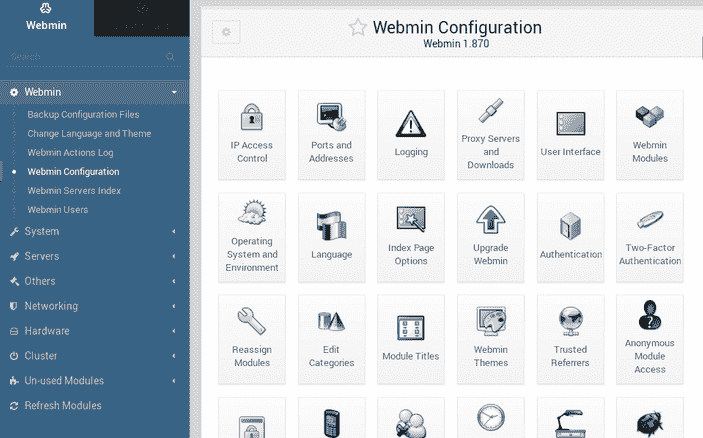 Webmin
Search
Webmin
Backup Configuration Files
Change Language and Theme
Webmin Actions Log
Webmin Configuration
Webmin Servers Index
Webmin Users
System
Servers
Others
Networking
Hardware
Cluster
Un-used Modules
Refresh Modules
Webmin Configuration
Webmin 1.870
IP Access
Control
Ports and
Addresses
Logging
Proxy Servers
and
Downloads
User Interface
Webmin
Modules
Operating
System and
Environment
Language
Index Page
Options
Upgrade
Webmin
Authentication
Two-Factor
Authentication
Reassign
Modules
Edit
Categories
Module Titles
Webmin
Themes
Trusted
Referrers
Anonymous
Module
Access